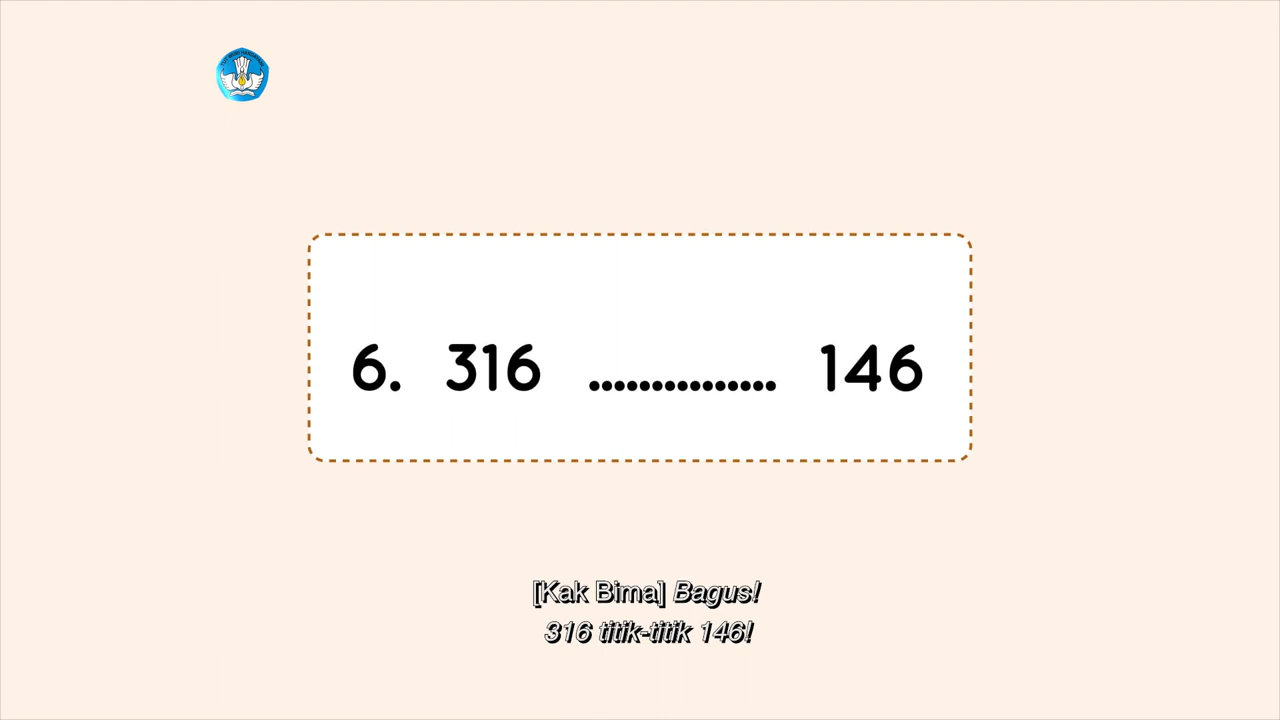 6. 316 ............... 146
[Kak Bima] Bagus!
316 titik-titik 146!